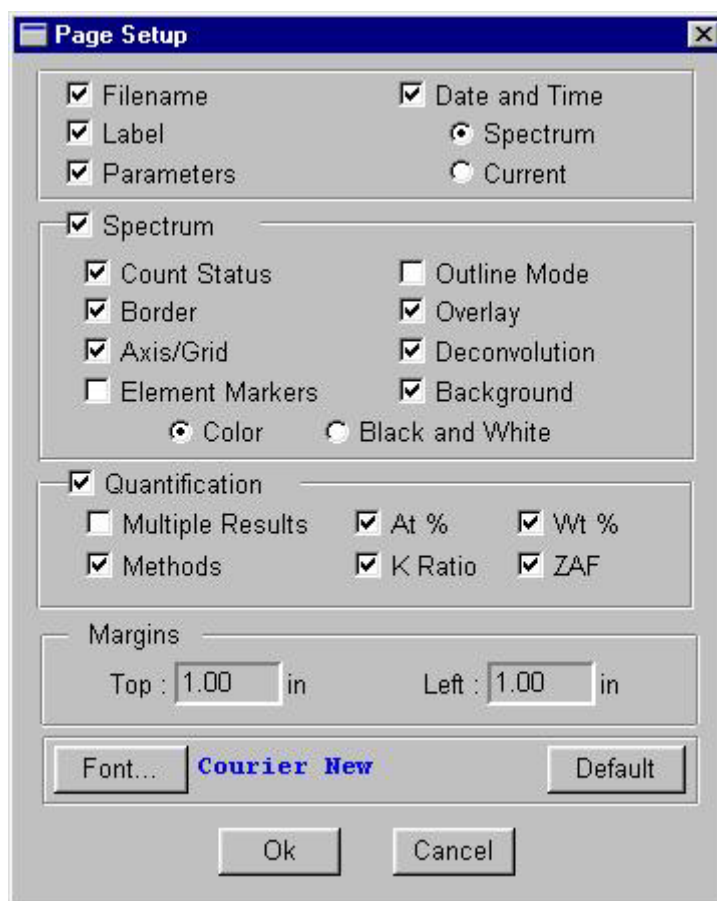 Page Setup
Filename Date and Time
Label Spectrum
Parameters Current
Spectrum
Count Status Outline Mode
Border Overlay
Axis/Grid Deconvolution
Element Markers Background
Color Black and White
Quantification
Multiple Results At % Wt %
Methods K Ratio ZAF
Margins
Top : 1.00 in Left : 1.00 in
Font... Courier New Default
Ok Cancel